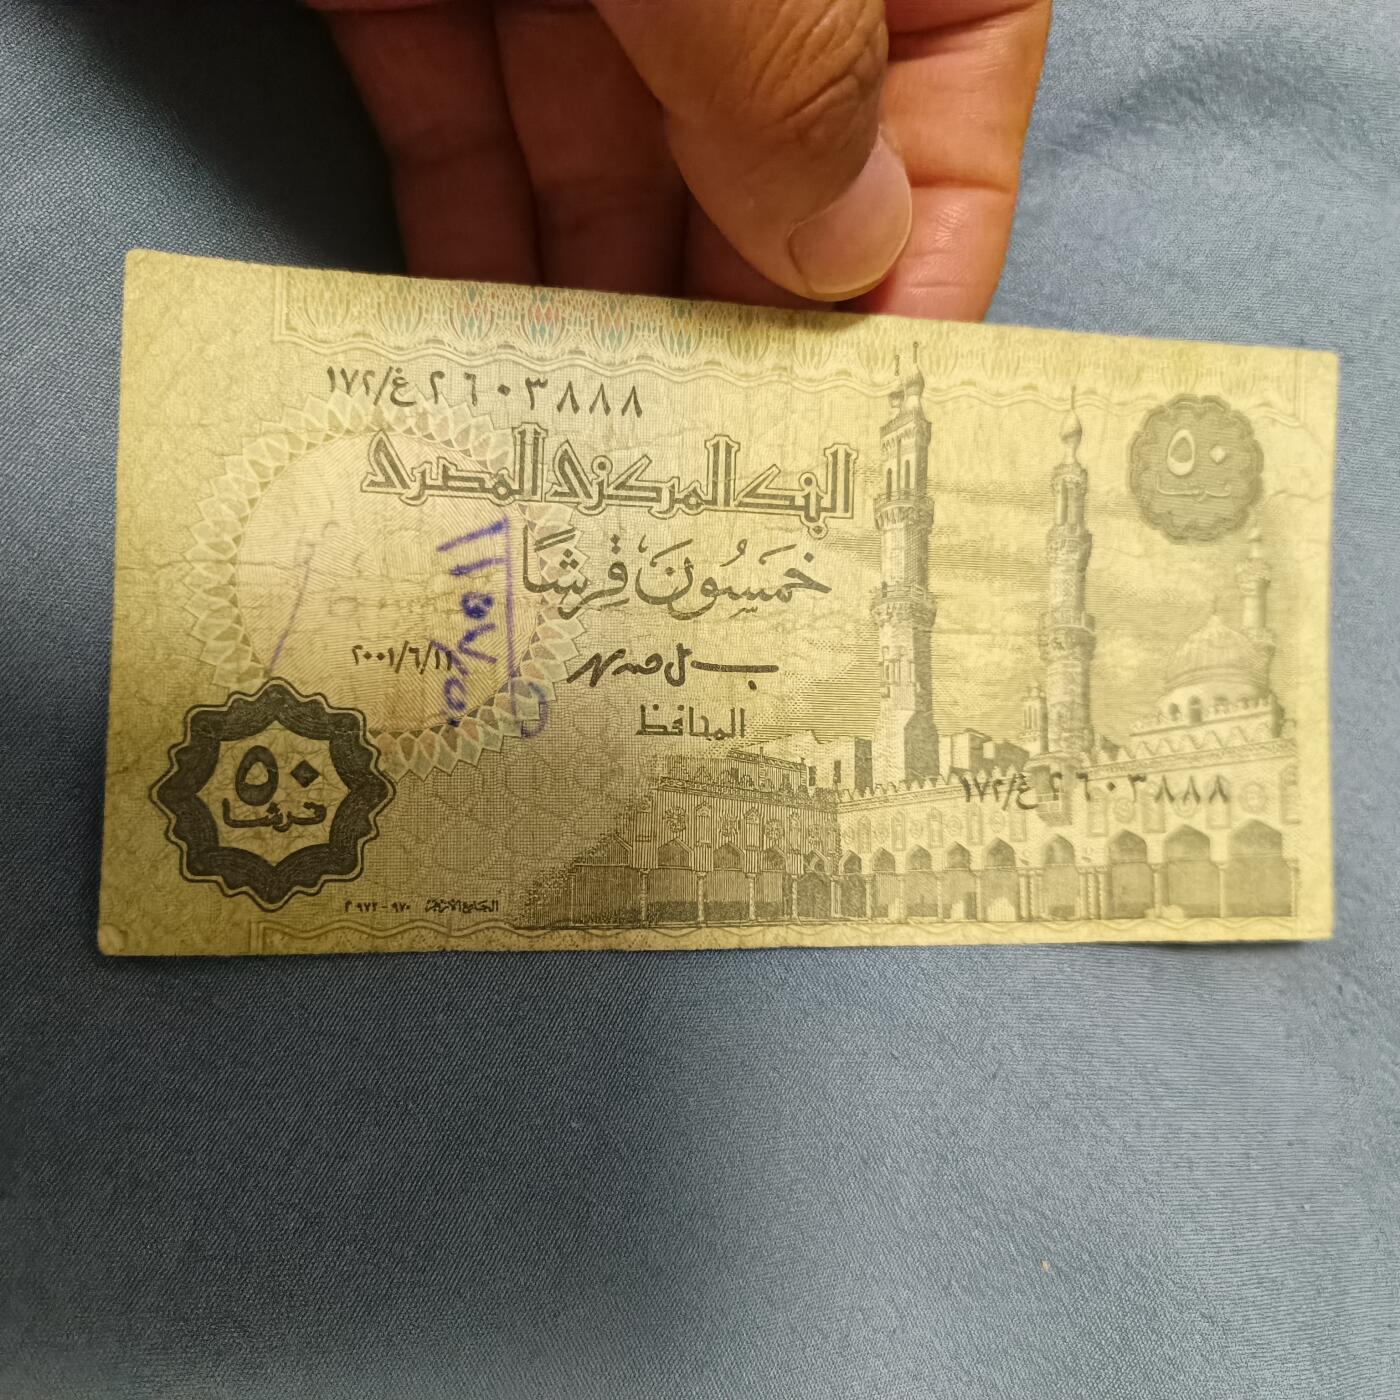 ١٧٢/غ ٢٦٠٣٨٨٨
البنك المركزى المصرى
٥٠
قرشا
خمسون قرشًا
٢٠٠١/٦/١١
المحافظ
١٧٢/غ ٢٦٠٣٨٨٨
٥٠
قرشا
الجامع الأزهر ٩٧٠ - ٩٧٢ م